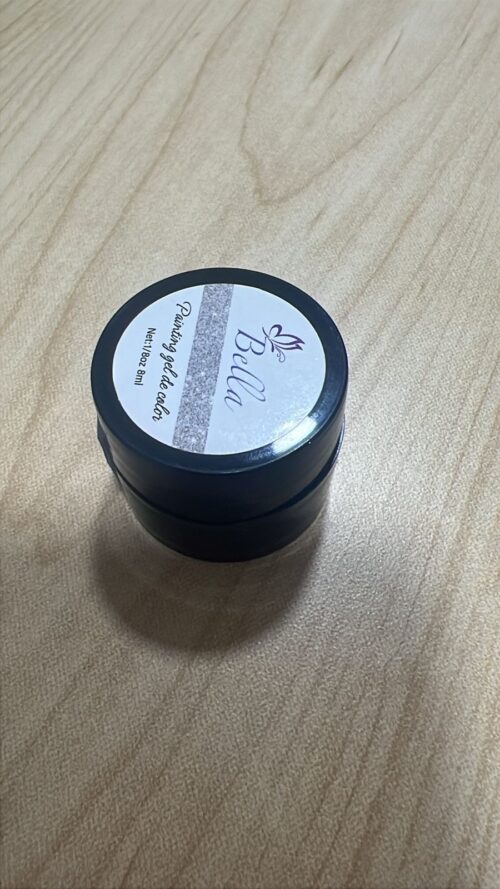 Bella
Painting gel de color
Net:1/8oz 8ml